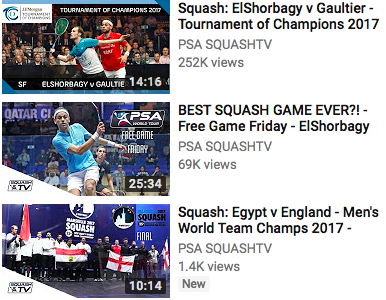 J.P.Morgan
TOURNAMENT OF
CHAMPIONS
TOURNAMENT OF CHAMPIONS 2017
SF ELSHORBAGY v GAULTIE
14:16
Squash: ElShorbagy v Gaultier -
Tournament of Champions 2017
PSA SQUASHTV
252K views
QATAR
PSA
WORLD TOUR
FREE GAME
FRIDAY
SQUASH
TV
25:34
BEST SQUASH GAME EVER?! -
Free Game Friday - ElShorbagy
PSA SQUASHTV
69K views
MARSEILLE 2017
SQUASH
FINAL
SQUASH
TV
10:14
Squash: Egypt v England - Men's
World Team Champs 2017 -
PSA SQUASHTV
1.4K views
New